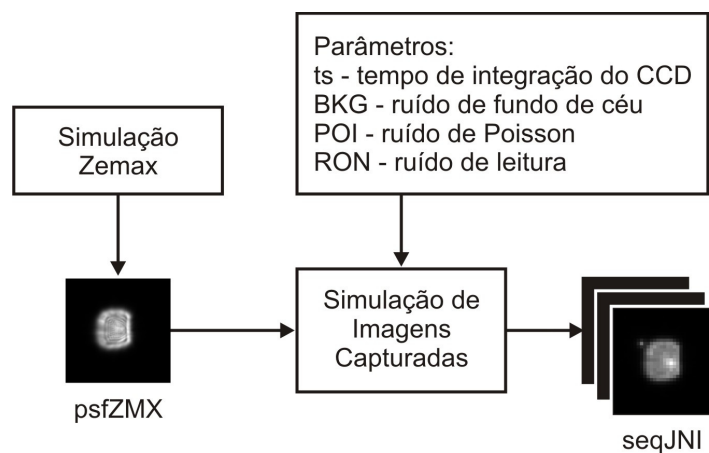 Parâmetros:
ts - tempo de integração do CCD
BKG - ruído de fundo de céu
POI - ruído de Poisson
RON - ruído de leitura
Simulação
Zemax
Simulação de
Imagens
Capturadas
psfZMX
seqJNI